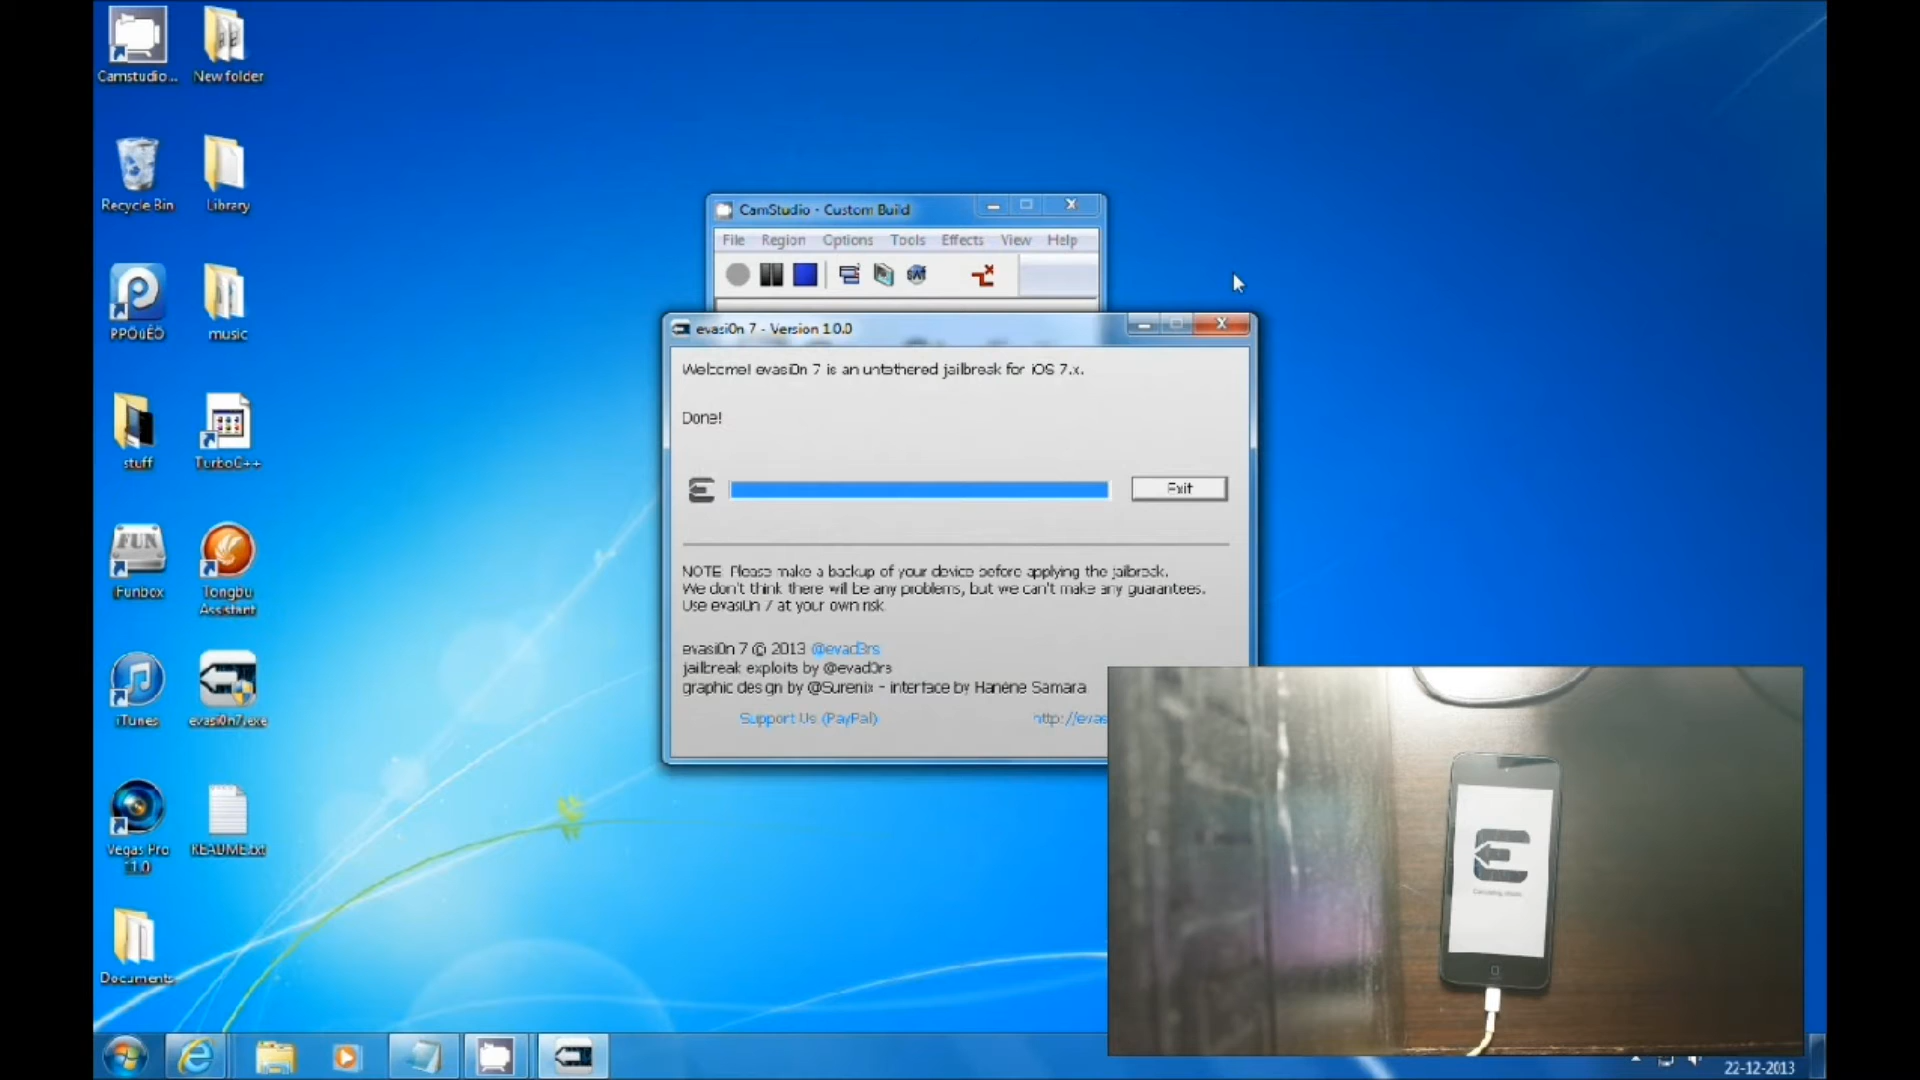 Camstudio...
New folder
Recycle Bin
Library
PPÖúÊÖ
music
stuff
TurboC++
Funbox
Tongbu
Assistant
iTunes
evasi0n7.exe
Vegas Pro
11.0
README.txt
Documents
CamStudio - Custom Build
File Region Options Tools Effects View Help
evasi0n 7 - Version 1.0.0
Welcome! evasi0n 7 is an untethered jailbreak for iOS 7.x.
Done!
Exit
NOTE: Please make a backup of your device before applying the jailbreak.
We don't think there will be any problems, but we can't make any guarantees.
Use evasi0n 7 at your own risk.
evasi0n 7 © 2013 @evad3rs
jailbreak exploits by @evad3rs
graphic design by @Surenix - interface by Hanéne Samara
Support Us (PayPal)
http://evas
22-12-2013